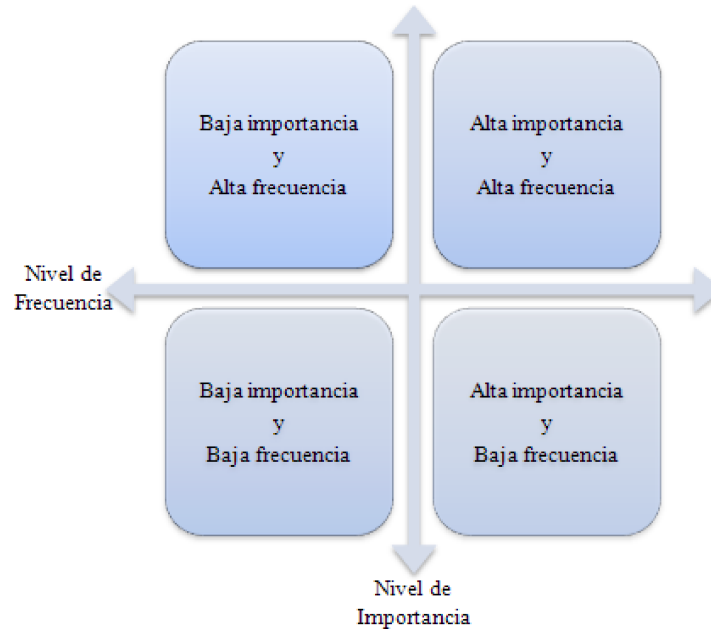 Baja importancia
y
Alta frecuencia
Alta importancia
y
Alta frecuencia
Nivel de
Frecuencia
Baja importancia
y
Baja frecuencia
Alta importancia
y
Baja frecuencia
Nivel de
Importancia